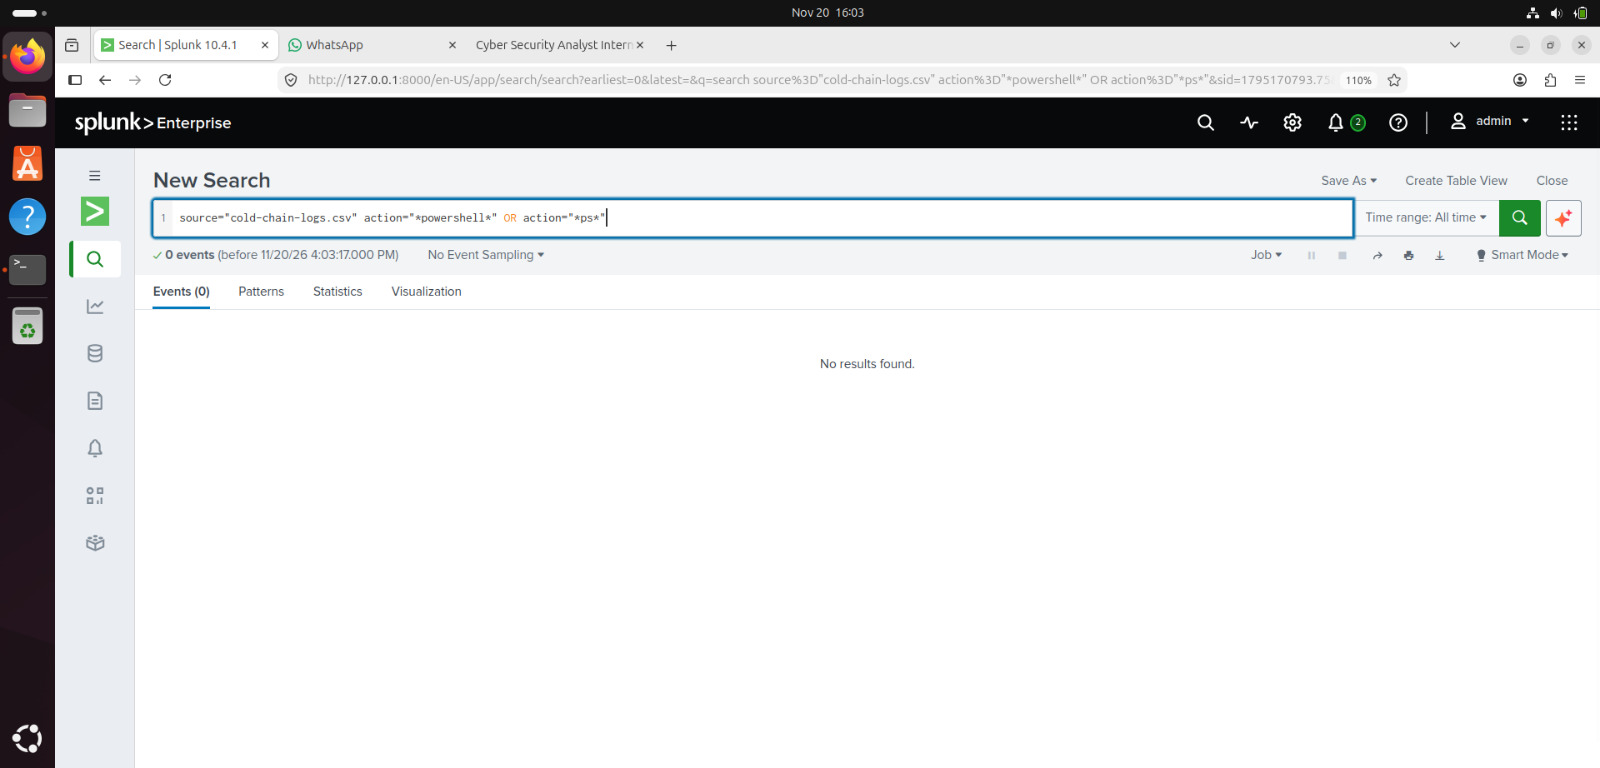 Nov 20 16:03
Search | Splunk 10.4.1
WhatsApp
Cyber Security Analyst Intern
http://127.0.0.1:8000/en-US/app/search/search?earliest=0&latest=&q=search source%3D"cold-chain-logs.csv" action%3D"*powershell*" OR action%3D"*ps*"&sid=1795170793.75
110%
splunk>Enterprise
2
admin
New Search
Save As
Create Table View
Close
1 source="cold-chain-logs.csv" action="*powershell*" OR action="*ps*"
Time range: All time
0 events (before 11/20/26 4:03:17.000 PM)
No Event Sampling
Job
Smart Mode
Events (0)
Patterns
Statistics
Visualization
No results found.